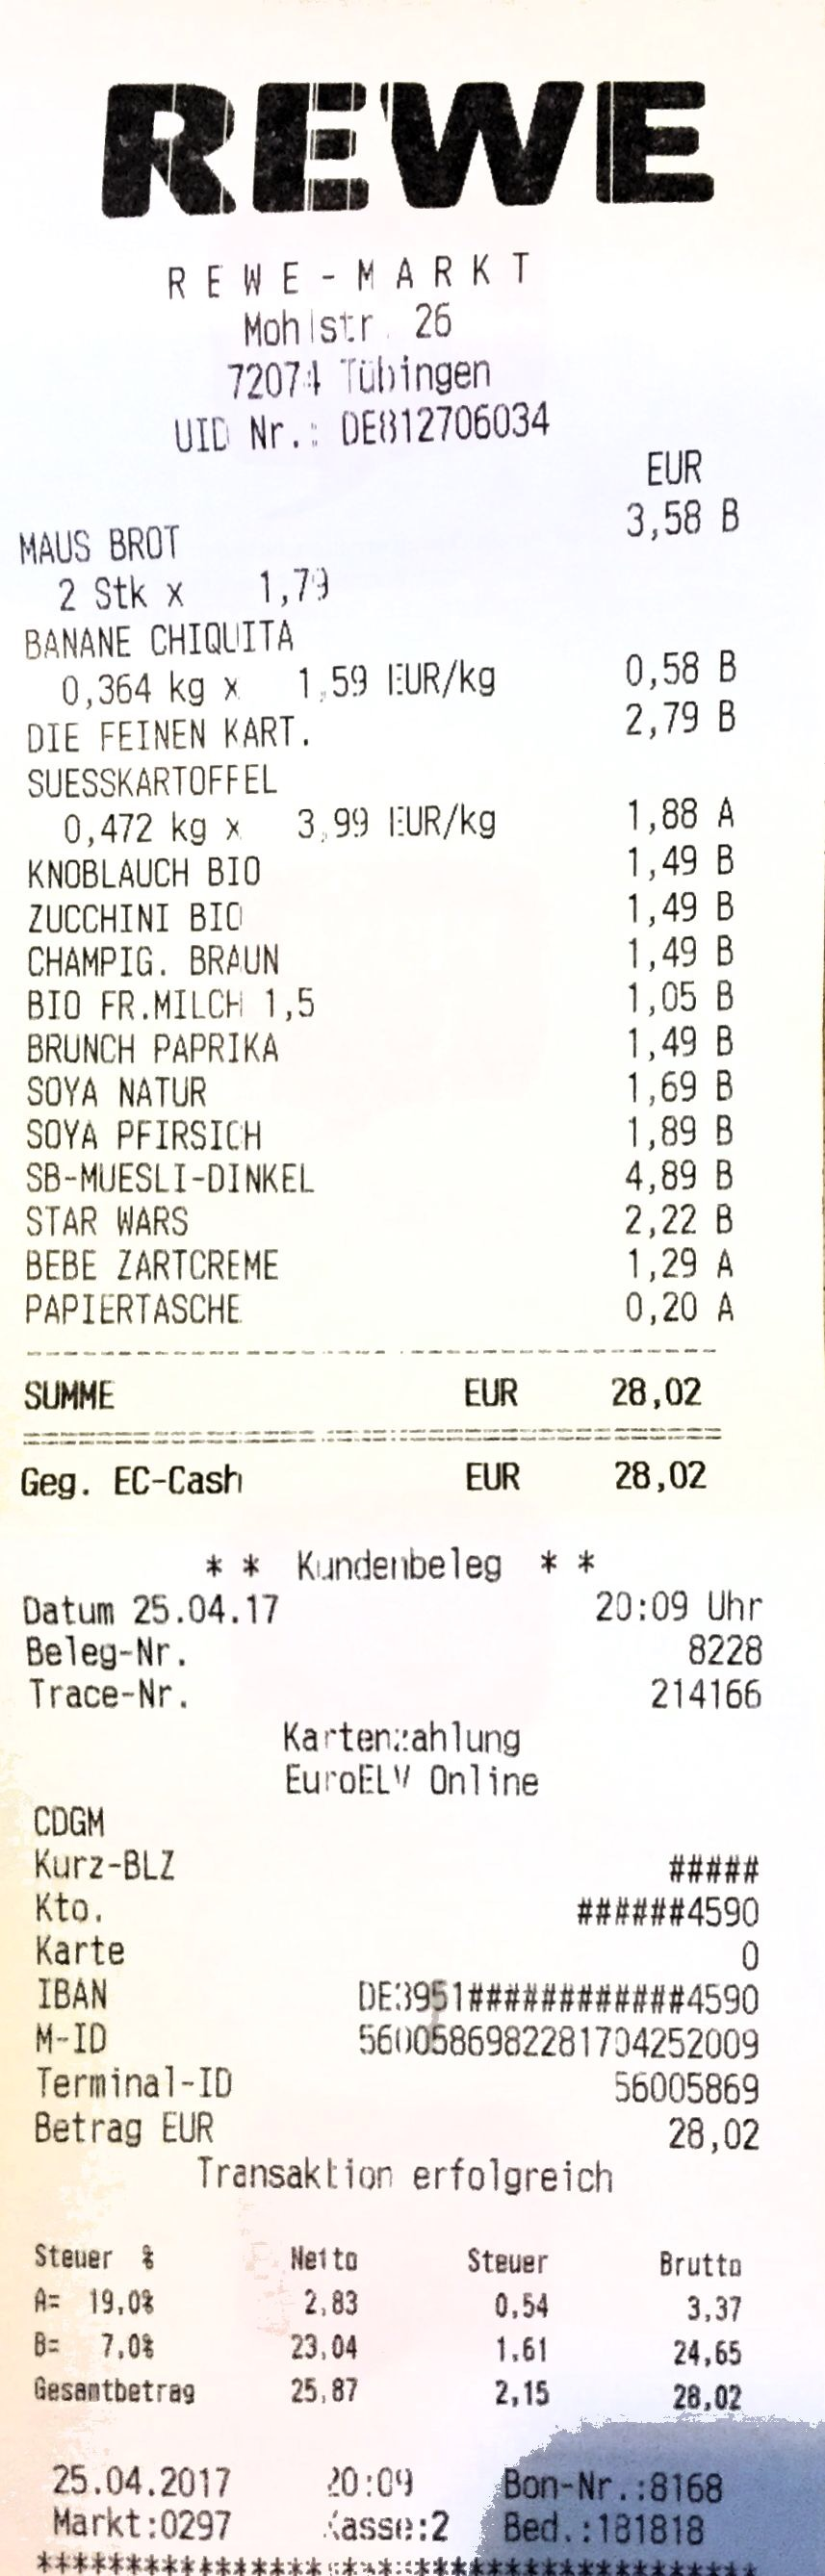 REWE
REWE-MARKT
Mohlstr. 26
72074 Tübingen
UID Nr.: DE812706034
EUR
MAUS BROT 3,58 B
2 Stk x 1,79
BANANE CHIQUITA
0,364 kg x 1,59 EUR/kg 0,58 B
DIE FEINEN KART. 2,79 B
SUESSKARTOFFEL
0,472 kg x 3,99 EUR/kg 1,88 A
KNOBLAUCH BIO 1,49 B
ZUCCHINI BIO 1,49 B
CHAMPIG. BRAUN 1,49 B
BIO FR.MILCH 1,5 1,05 B
BRUNCH PAPRIKA 1,49 B
SOYA NATUR 1,69 B
SOYA PFIRSICH 1,89 B
SB-MUESLI-DINKEL 4,89 B
STAR WARS 2,22 B
BEBE ZARTCREME 1,29 A
PAPIERTASCHE 0,20 A
SUMME EUR 28,02
Geg. EC-Cash EUR 28,02
* * Kundenbeleg * *
Datum 25.04.17 20:09 Uhr
Beleg-Nr. 8228
Trace-Nr. 214166
Kartenzahlung
EuroELV Online
CDGM
Kurz-BLZ #####
Kto. ######4590
Karte 0
IBAN DE3951############4590
M-ID 5600586982281704252009
Terminal-ID 56005869
Betrag EUR 28,02
Transaktion erfolgreich
Steuer % Netto Steuer Brutto
A= 19,0% 2,83 0,54 3,37
B= 7,0% 23,04 1,61 24,65
Gesamtbetrag 25,87 2,15 28,02
25.04.2017 20:09 Bon-Nr.:8168
Markt:0297 Kasse:2 Bed.:181818